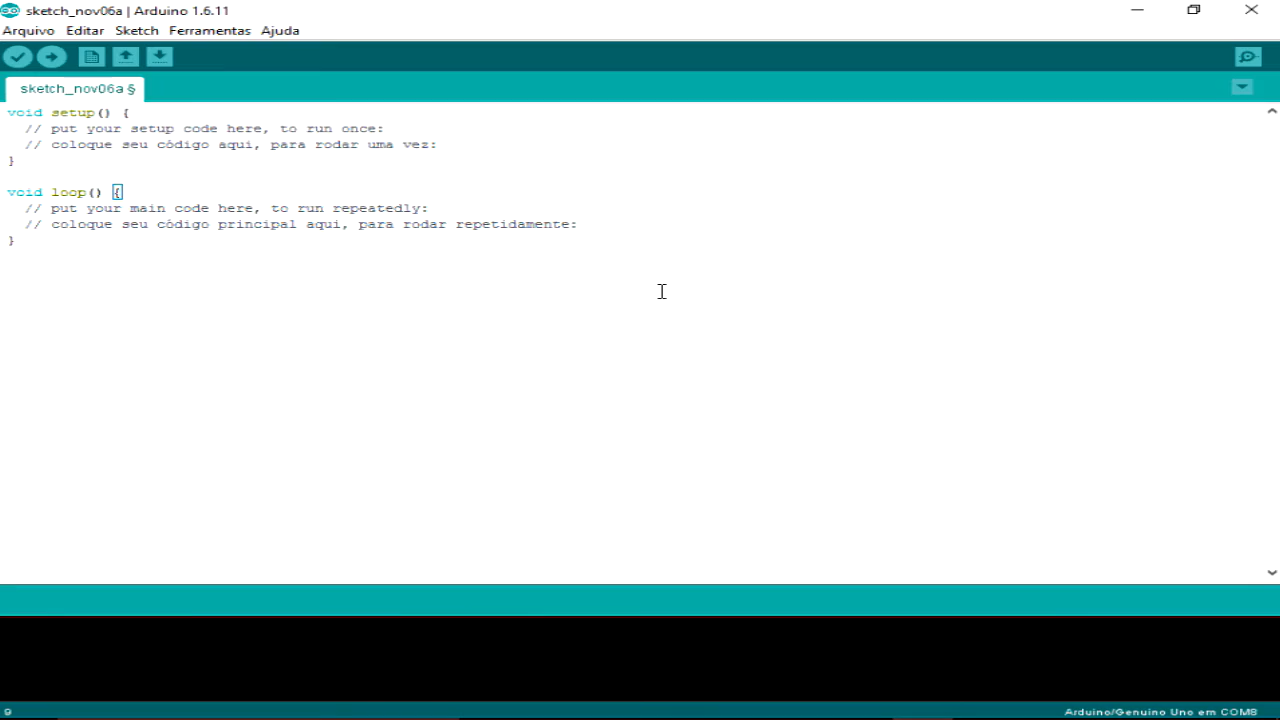 sketch_nov06a | Arduino 1.6.11
Arquivo Editar Sketch Ferramentas Ajuda
sketch_nov06a §
void setup() {
  // put your setup code here, to run once:
  // coloque seu código aqui, para rodar uma vez:
}
void loop() {
  // put your main code here, to run repeatedly:
  // coloque seu código principal aqui, para rodar repetidamente:
}
9
Arduino/Genuino Uno em COM8